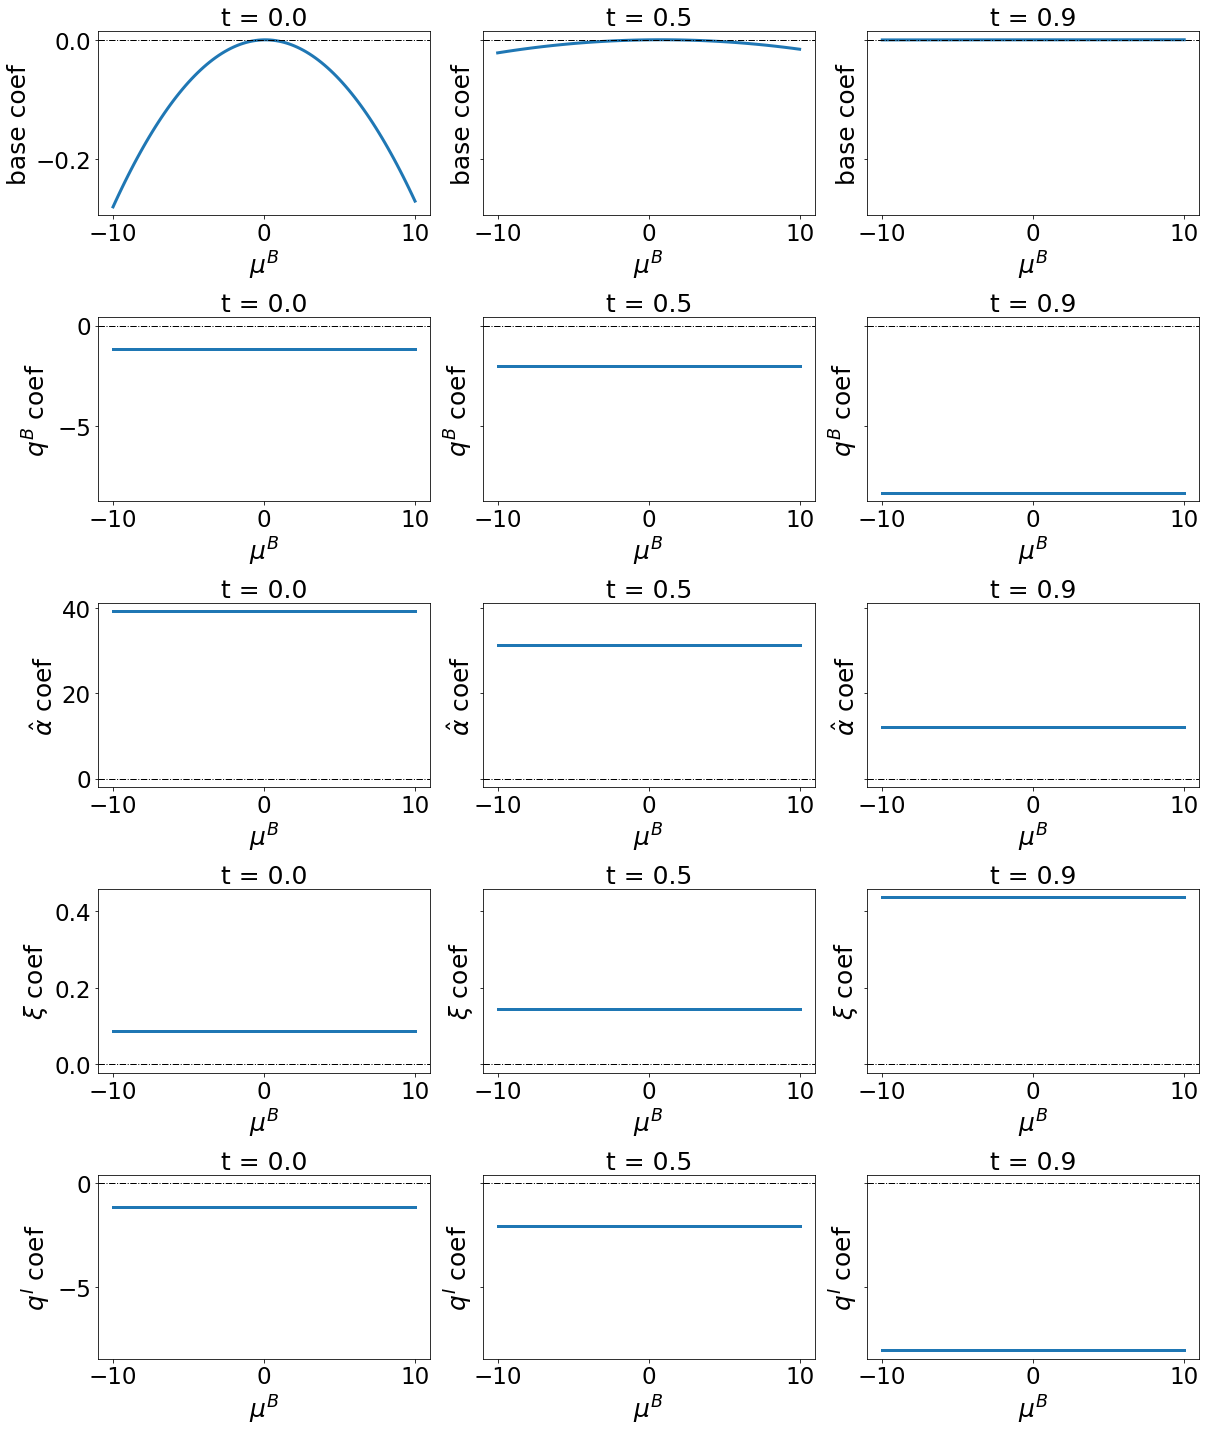 t = 0.0 t = 0.5 t = 0.9
0.0
−0.2
base coef base coef base coef
−10 0 10 −10 0 10 −10 0 10
μ^B μ^B μ^B
t = 0.0 t = 0.5 t = 0.9
0
−5
q^B coef q^B coef q^B coef
−10 0 10 −10 0 10 −10 0 10
μ^B μ^B μ^B
t = 0.0 t = 0.5 t = 0.9
40
20
0
α̂ coef α̂ coef α̂ coef
−10 0 10 −10 0 10 −10 0 10
μ^B μ^B μ^B
t = 0.0 t = 0.5 t = 0.9
0.4
0.2
0.0
ξ coef ξ coef ξ coef
−10 0 10 −10 0 10 −10 0 10
μ^B μ^B μ^B
t = 0.0 t = 0.5 t = 0.9
0
−5
q^I coef q^I coef q^I coef
−10 0 10 −10 0 10 −10 0 10
μ^B μ^B μ^B